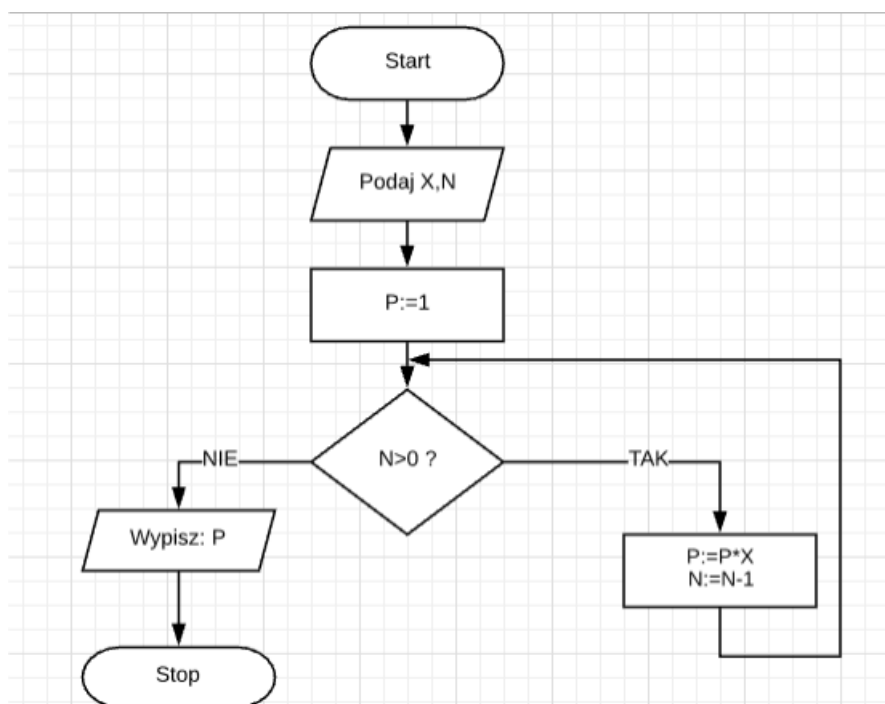 Start
Podaj X,N
P:=1
N>0 ?
NIE
TAK
Wypisz: P
P:=P*X
N:=N-1
Stop